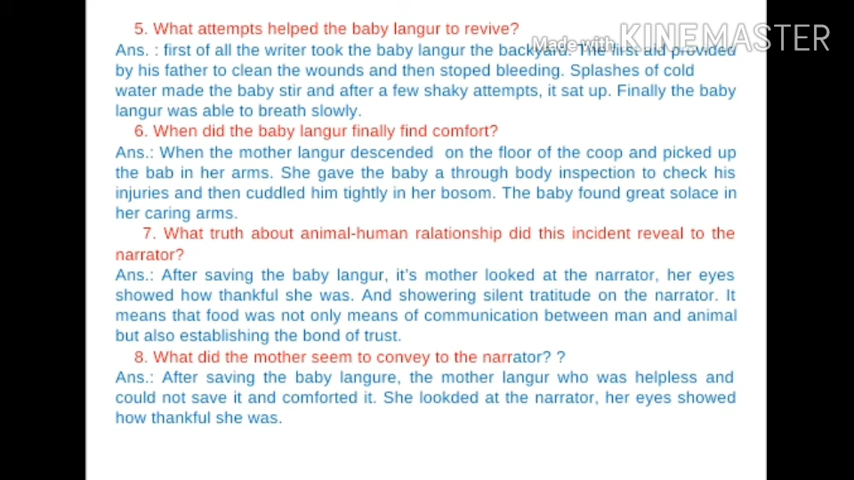 5. What attempts helped the baby langur to revive?
Ans. : first of all the writer took the baby langur the backyard. The first aid provided
Made with KINEMASTER
by his father to clean the wounds and then stoped bleeding. Splashes of cold
water made the baby stir and after a few shaky attempts, it sat up. Finally the baby
langur was able to breath slowly.
6. When did the baby langur finally find comfort?
Ans.: When the mother langur descended on the floor of the coop and picked up
the bab in her arms. She gave the baby a through body inspection to check his
injuries and then cuddled him tightly in her bosom. The baby found great solace in
her caring arms.
7. What truth about animal-human ralationship did this incident reveal to the
narrator?
Ans.: After saving the baby langur, it's mother looked at the narrator, her eyes
showed how thankful she was. And showering silent tratitude on the narrator. It
means that food was not only means of communication between man and animal
but also establishing the bond of trust.
8. What did the mother seem to convey to the narrator? ?
Ans.: After saving the baby langure, the mother langur who was helpless and
could not save it and comforted it. She lookded at the narrator, her eyes showed
how thankful she was.